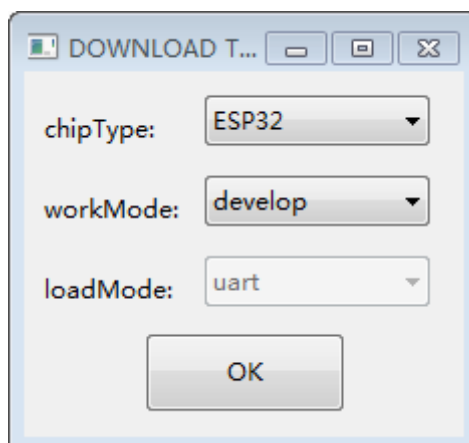 DOWNLOAD T...
chipType: ESP32
workMode: develop
loadMode: uart
OK